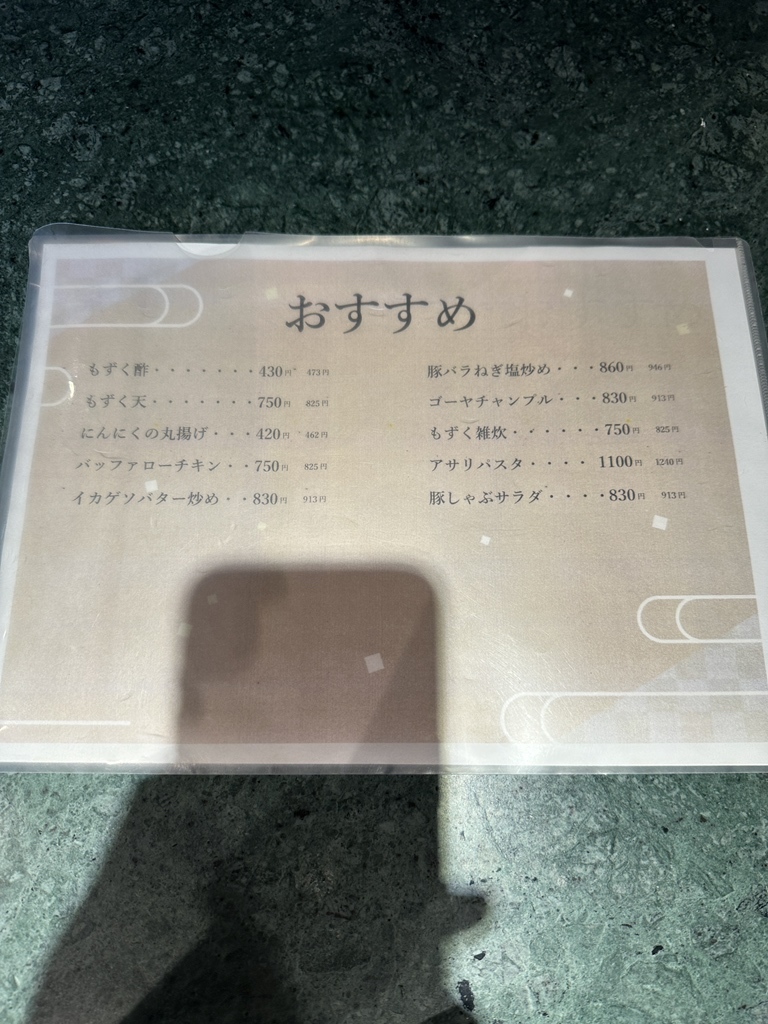 おすすめ
もずく酢・・・・・・・430円 473円
もずく天・・・・・・・750円 825円
にんにくの丸揚げ・・・420円 462円
バッファローチキン・・750円 825円
イカゲソバター炒め・・830円 913円
豚バラねぎ塩炒め・・・860円 946円
ゴーヤチャンプル・・・830円 913円
もずく雑炊・・・・・・750円 825円
アサリパスタ・・・・1100円 1240円
豚しゃぶサラダ・・・・830円 913円